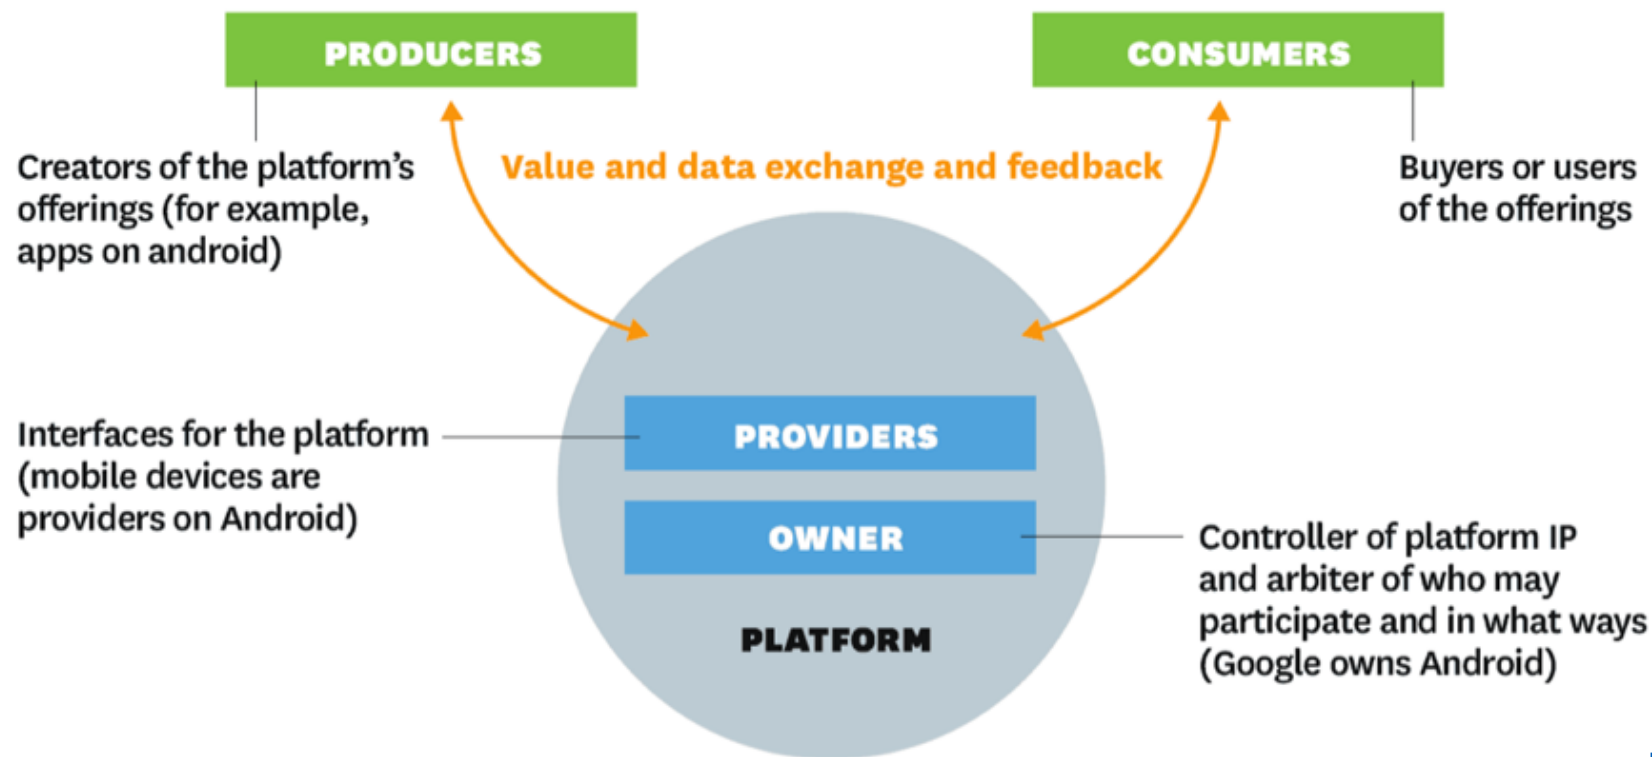 PRODUCERS
CONSUMERS
Creators of the platform’s
offerings (for example,
apps on android)
Value and data exchange and feedback
Buyers or users
of the offerings
Interfaces for the platform
(mobile devices are
providers on Android)
PROVIDERS
OWNER
PLATFORM
Controller of platform IP
and arbiter of who may
participate and in what ways
(Google owns Android)